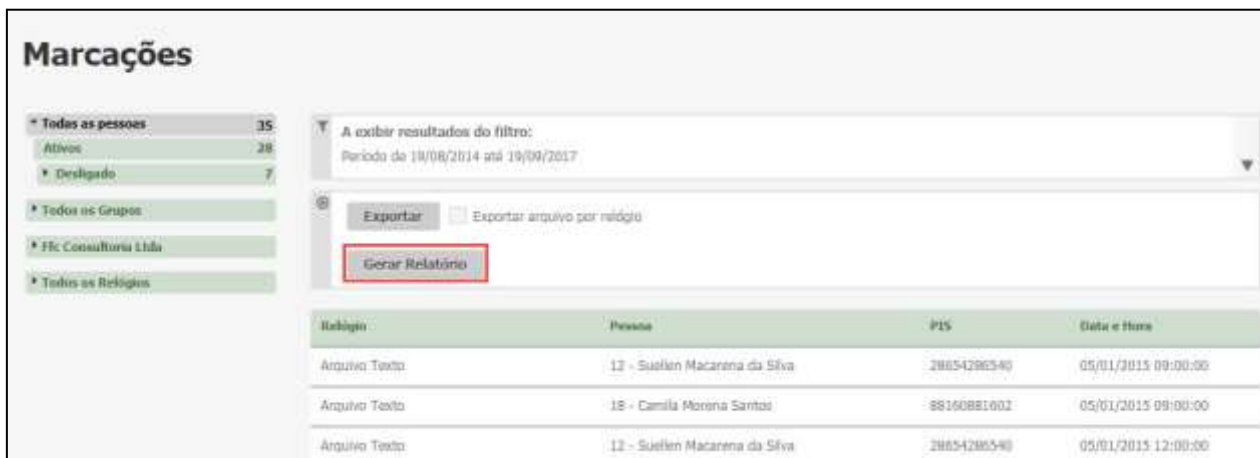 Marcações
Todas as pessoas 35
Ativos 28
Desligado 7
Todos os Grupos
Ffc Consultoria Ltda
Todos os Relógios
A exibir resultados do filtro:
Período de 19/08/2014 até 19/09/2017
Exportar Exportar arquivo por relógio
Gerar Relatório
Relógio Pessoa PIS Data e Hora
Arquivo Texto 12 - Suellen Macarena da Silva 28654286540 05/01/2015 09:00:00
Arquivo Texto 18 - Camila Morena Santos 88160881602 05/01/2015 09:00:00
Arquivo Texto 12 - Suellen Macarena da Silva 28654286540 05/01/2015 12:00:00